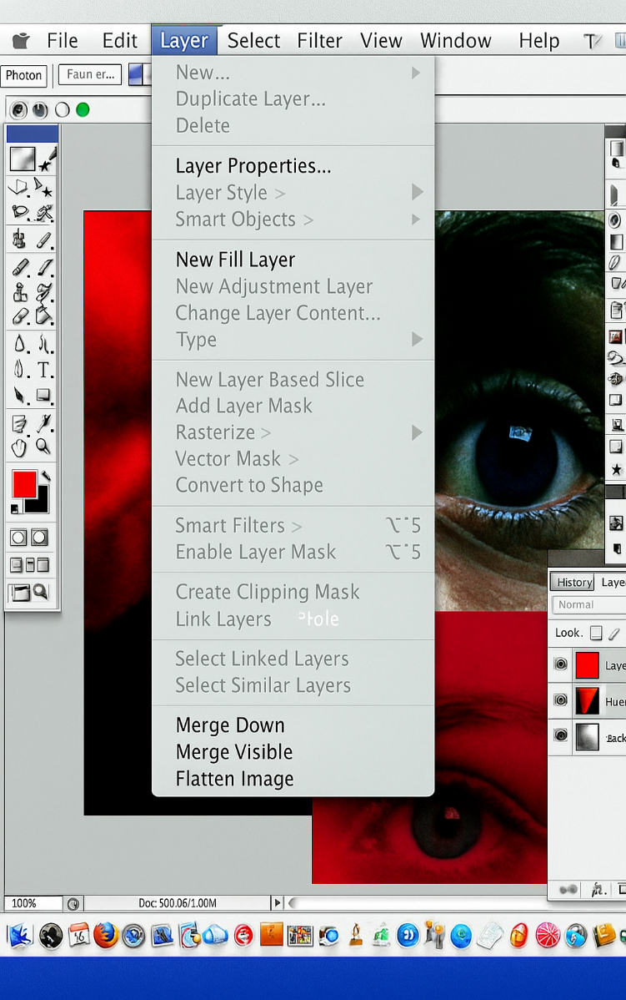 File Edit Layer Select Filter View Window Help
Photon Faun er...
New...
Duplicate Layer...
Delete
Layer Properties...
Layer Style >
Smart Objects >
New Fill Layer
New Adjustment Layer
Change Layer Content...
Type
New Layer Based Slice
Add Layer Mask
Rasterize >
Vector Mask >
Convert to Shape
Smart Filters > ⌥5
Enable Layer Mask ⌥5
Create Clipping Mask
Link Layers
Select Linked Layers
Select Similar Layers
Merge Down
Merge Visible
Flatten Image
History Laye
Normal
Look.
Laye
Huer
Back
fx.
100% Doc: 500.06/1.00M